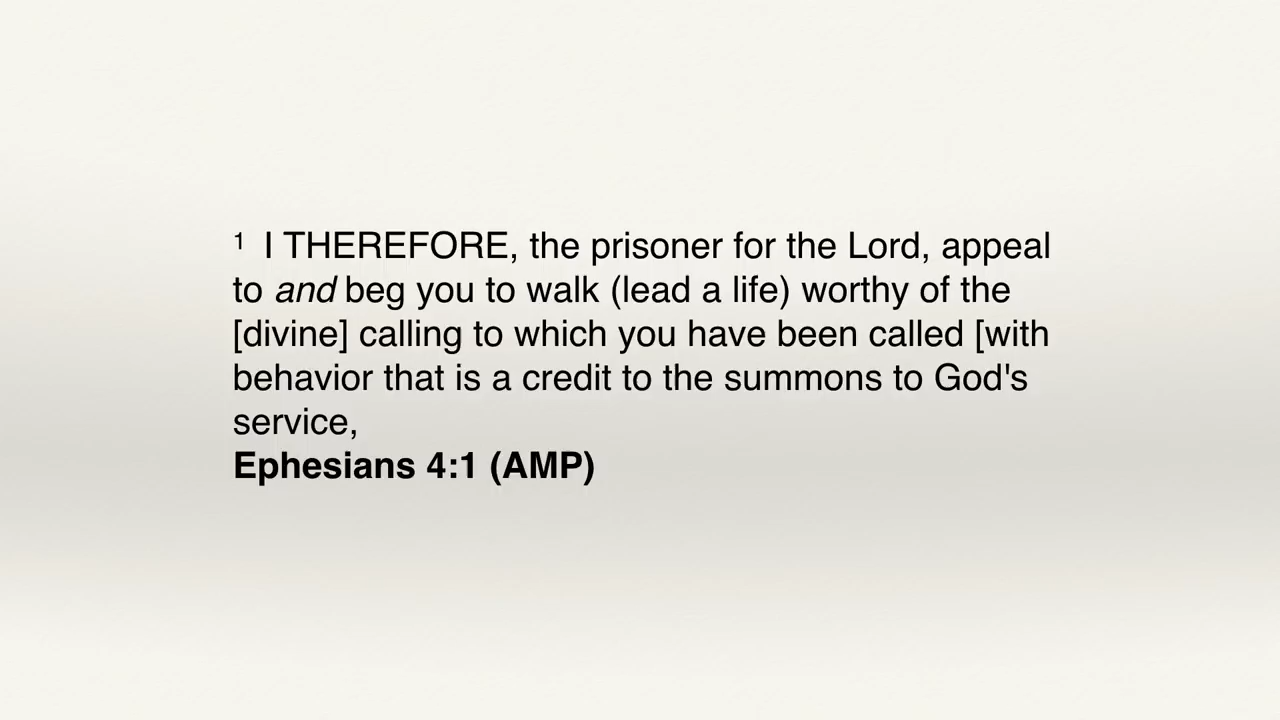 1 I THEREFORE, the prisoner for the Lord, appeal
to and beg you to walk (lead a life) worthy of the
[divine] calling to which you have been called [with
behavior that is a credit to the summons to God's
service,
Ephesians 4:1 (AMP)